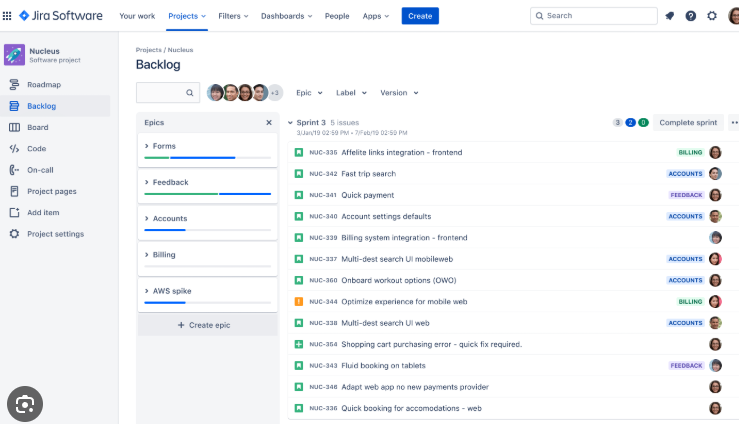 Jira Software Your work Projects Filters Dashboards People Apps Create Search
Nucleus
Software project
Roadmap
Backlog
Board
Code
On-call
Project pages
Add item
Project settings
Projects / Nucleus
Backlog
+3 Epic Label Version
Epics
Forms
Feedback
Accounts
Billing
AWS spike
+ Create epic
Sprint 3 5 issues 3 2 0 Complete sprint
3/Jan/19 02:59 PM • 7/Feb/19 02:59 PM
NUC-335 Affelite links integration - frontend BILLING
NUC-342 Fast trip search ACCOUNTS
NUC-341 Quick payment FEEDBACK
NUC-340 Account settings defaults ACCOUNTS
NUC-339 Billing system integration - frontend
NUC-337 Multi-dest search UI mobileweb ACCOUNTS
NUC-360 Onboard workout options (OWO) ACCOUNTS
NUC-344 Optimize experience for mobile web BILLING
NUC-338 Multi-dest search UI web ACCOUNTS
NUC-354 Shopping cart purchasing error - quick fix required.
NUC-343 Fluid booking on tablets FEEDBACK
NUC-346 Adapt web app no new payments provider
NUC-336 Quick booking for accomodations - web